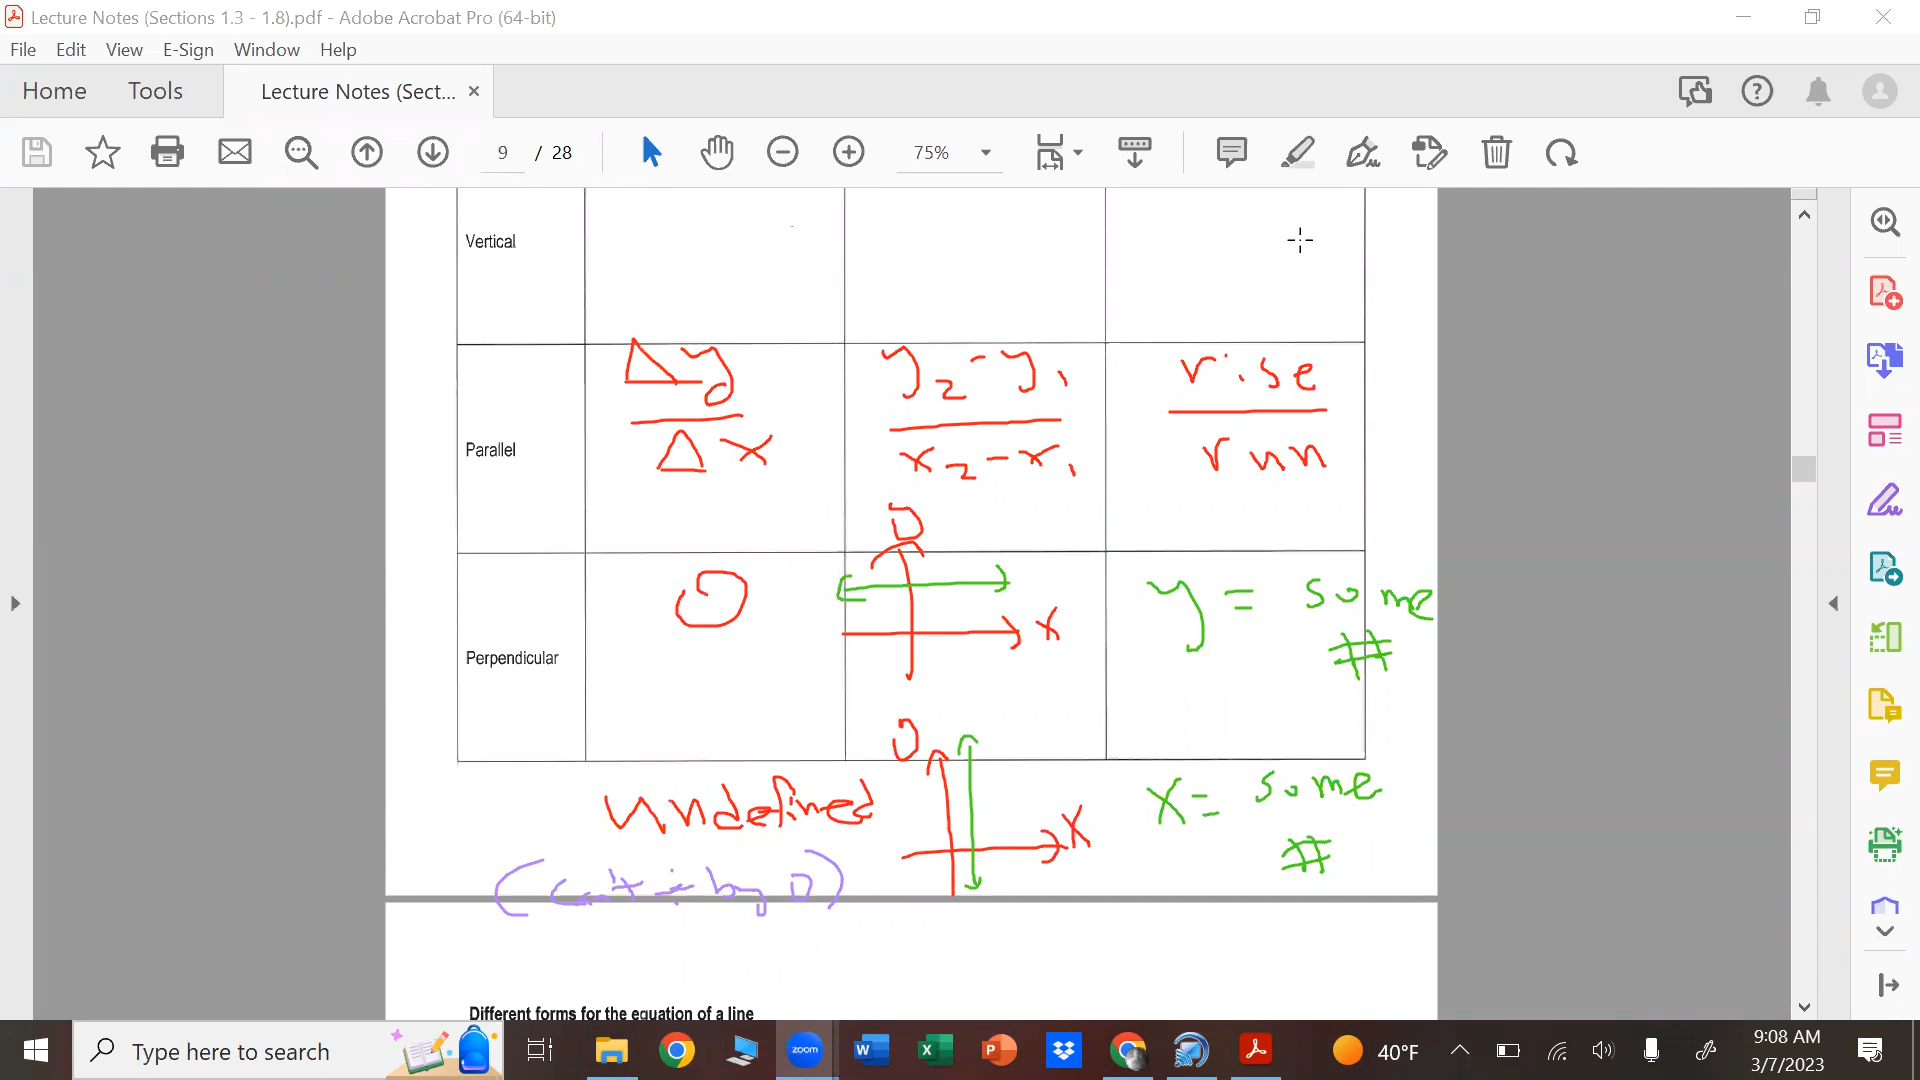 Lecture Notes (Sections 1.3 - 1.8).pdf - Adobe Acrobat Pro (64-bit)
File Edit View E-Sign Window Help
Home Tools Lecture Notes (Sect... ×
9 / 28 75%
Vertical
Δy y₂-y₁ rise
Parallel
Δx x₂-x₁ run
0 y = some
x #
Perpendicular
undefined x = some
x #
(can't ÷ by 0)
Different forms for the equation of a line
Type here to search
zoom
40°F
9:08 AM
3/7/2023